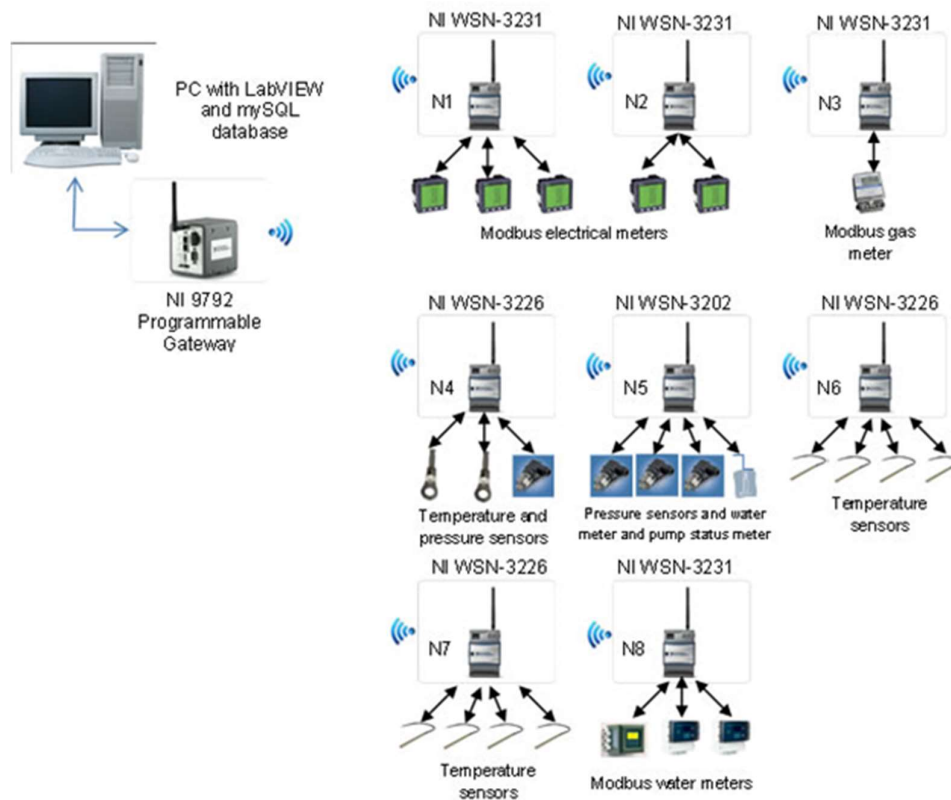 NI WSN-3231
NI WSN-3231
NI WSN-3231
PC with LabVIEW
and mySQL
database
N1
N2
N3
Modbus electrical meters
Modbus gas
meter
NI 9792
Programmable
Gateway
NI WSN-3226
NI WSN-3202
NI WSN-3226
N4
N5
N6
Temperature and
pressure sensors
Pressure sensors and water
meter and pump status meter
Temperature
sensors
NI WSN-3226
NI WSN-3231
N7
N8
Temperature
sensors
Modbus water meters